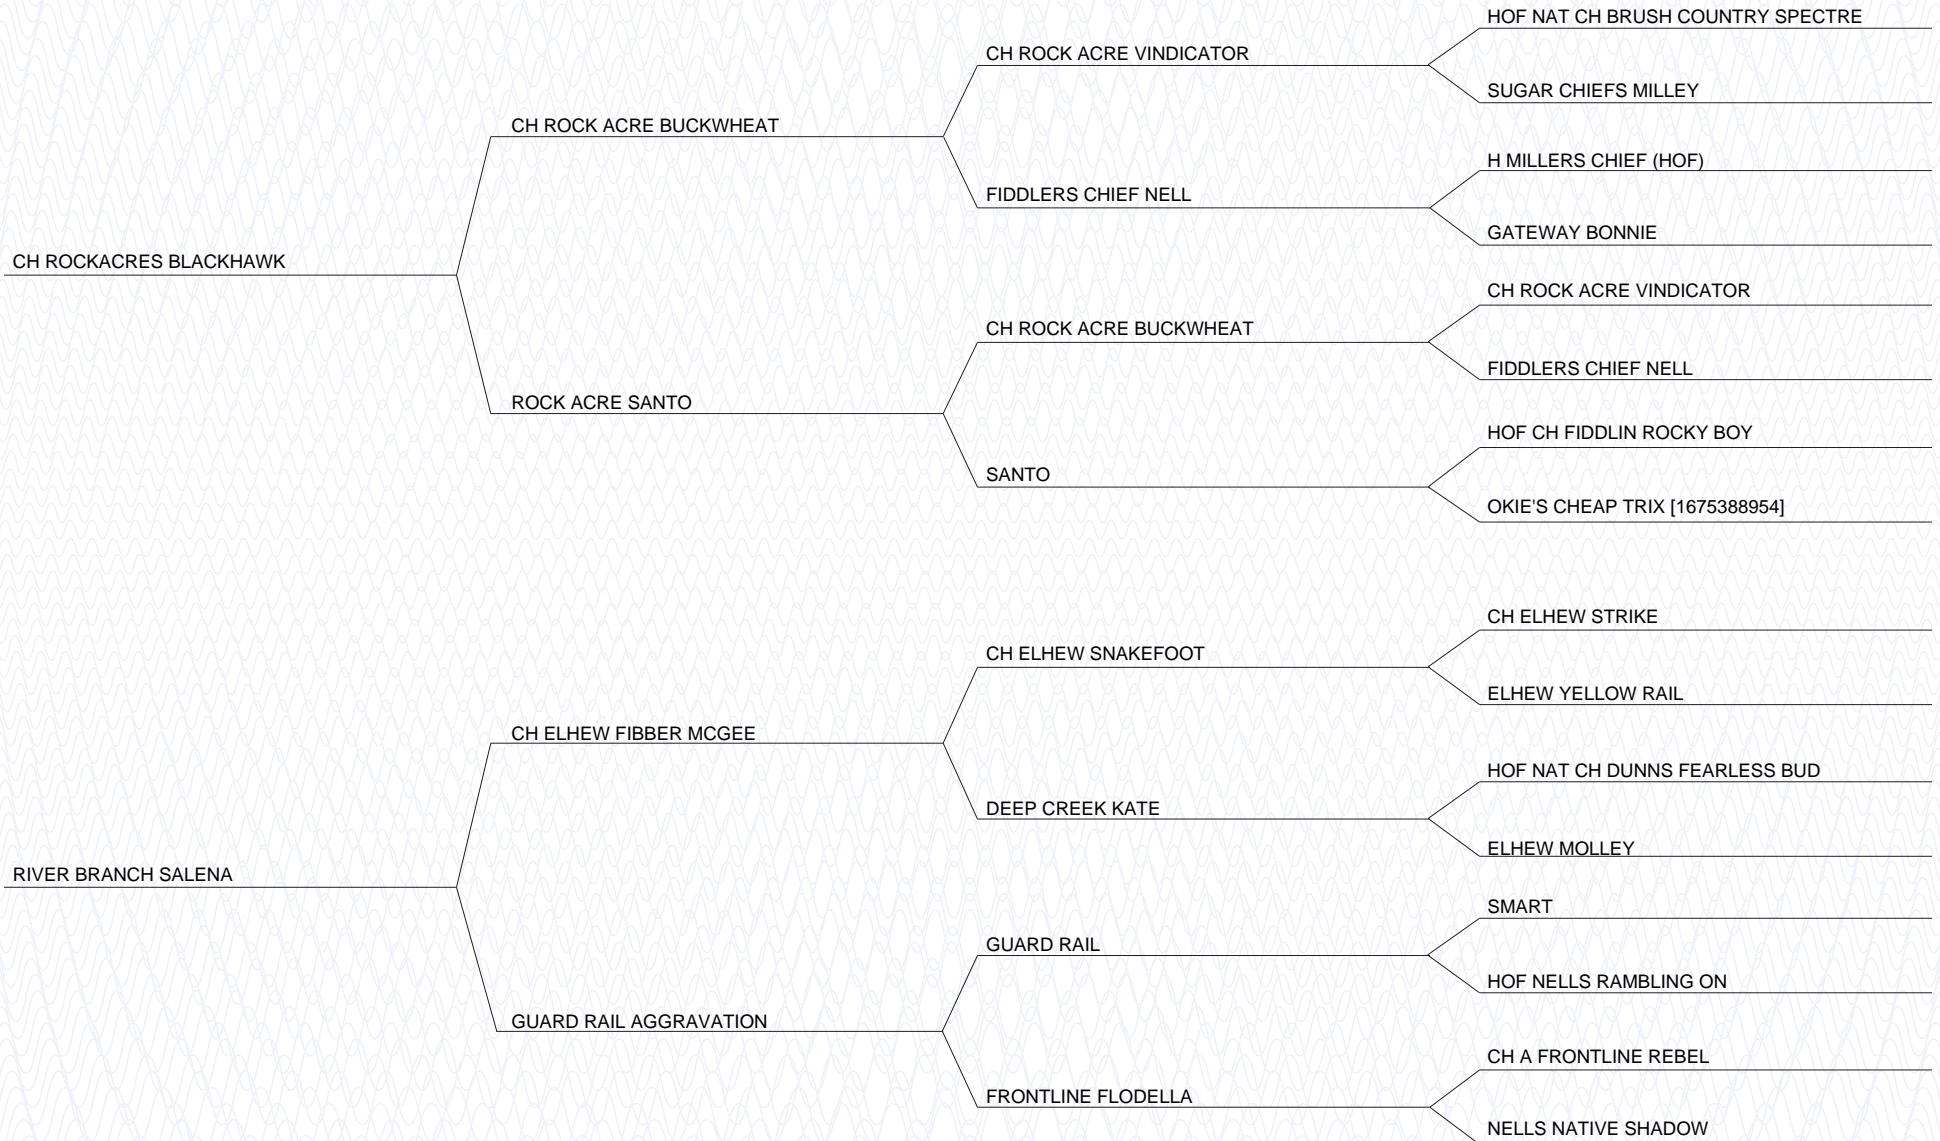 HOF NAT CH BRUSH COUNTRY SPECTRE
CH ROCK ACRE VINDICATOR
SUGAR CHIEFS MILLEY
CH ROCK ACRE BUCKWHEAT
H MILLERS CHIEF (HOF)
FIDDLERS CHIEF NELL
GATEWAY BONNIE
CH ROCKACRES BLACKHAWK
CH ROCK ACRE VINDICATOR
CH ROCK ACRE BUCKWHEAT
FIDDLERS CHIEF NELL
ROCK ACRE SANTO
HOF CH FIDDLIN ROCKY BOY
SANTO
OKIE'S CHEAP TRIX [1675388954]
CH ELHEW STRIKE
CH ELHEW SNAKEFOOT
ELHEW YELLOW RAIL
CH ELHEW FIBBER MCGEE
HOF NAT CH DUNNS FEARLESS BUD
DEEP CREEK KATE
ELHEW MOLLEY
RIVER BRANCH SALENA
SMART
GUARD RAIL
HOF NELLS RAMBLING ON
GUARD RAIL AGGRAVATION
CH A FRONTLINE REBEL
FRONTLINE FLODELLA
NELLS NATIVE SHADOW